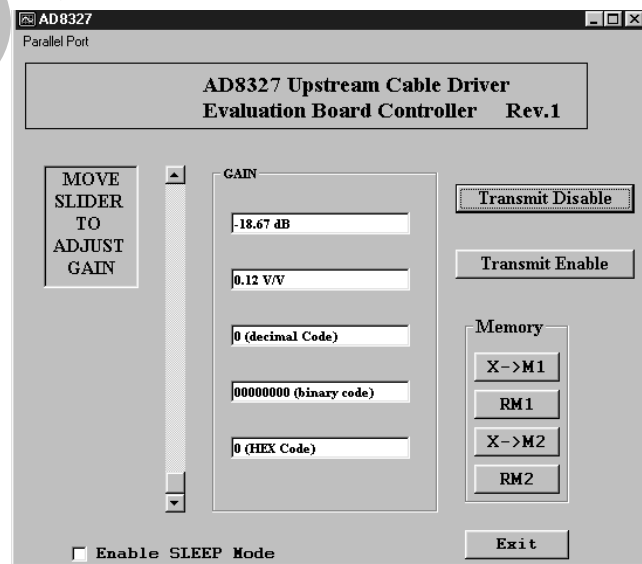 AD8327
Parallel Port
AD8327 Upstream Cable Driver
Evaluation Board Controller Rev.1
MOVE
SLIDER
TO
ADJUST
GAIN
GAIN
-18.67 dB
0.12 V/V
0 (decimal Code)
00000000 (binary code)
0 (HEX Code)
Transmit Disable
Transmit Enable
Memory
X->M1
RM1
X->M2
RM2
Enable SLEEP Mode
Exit